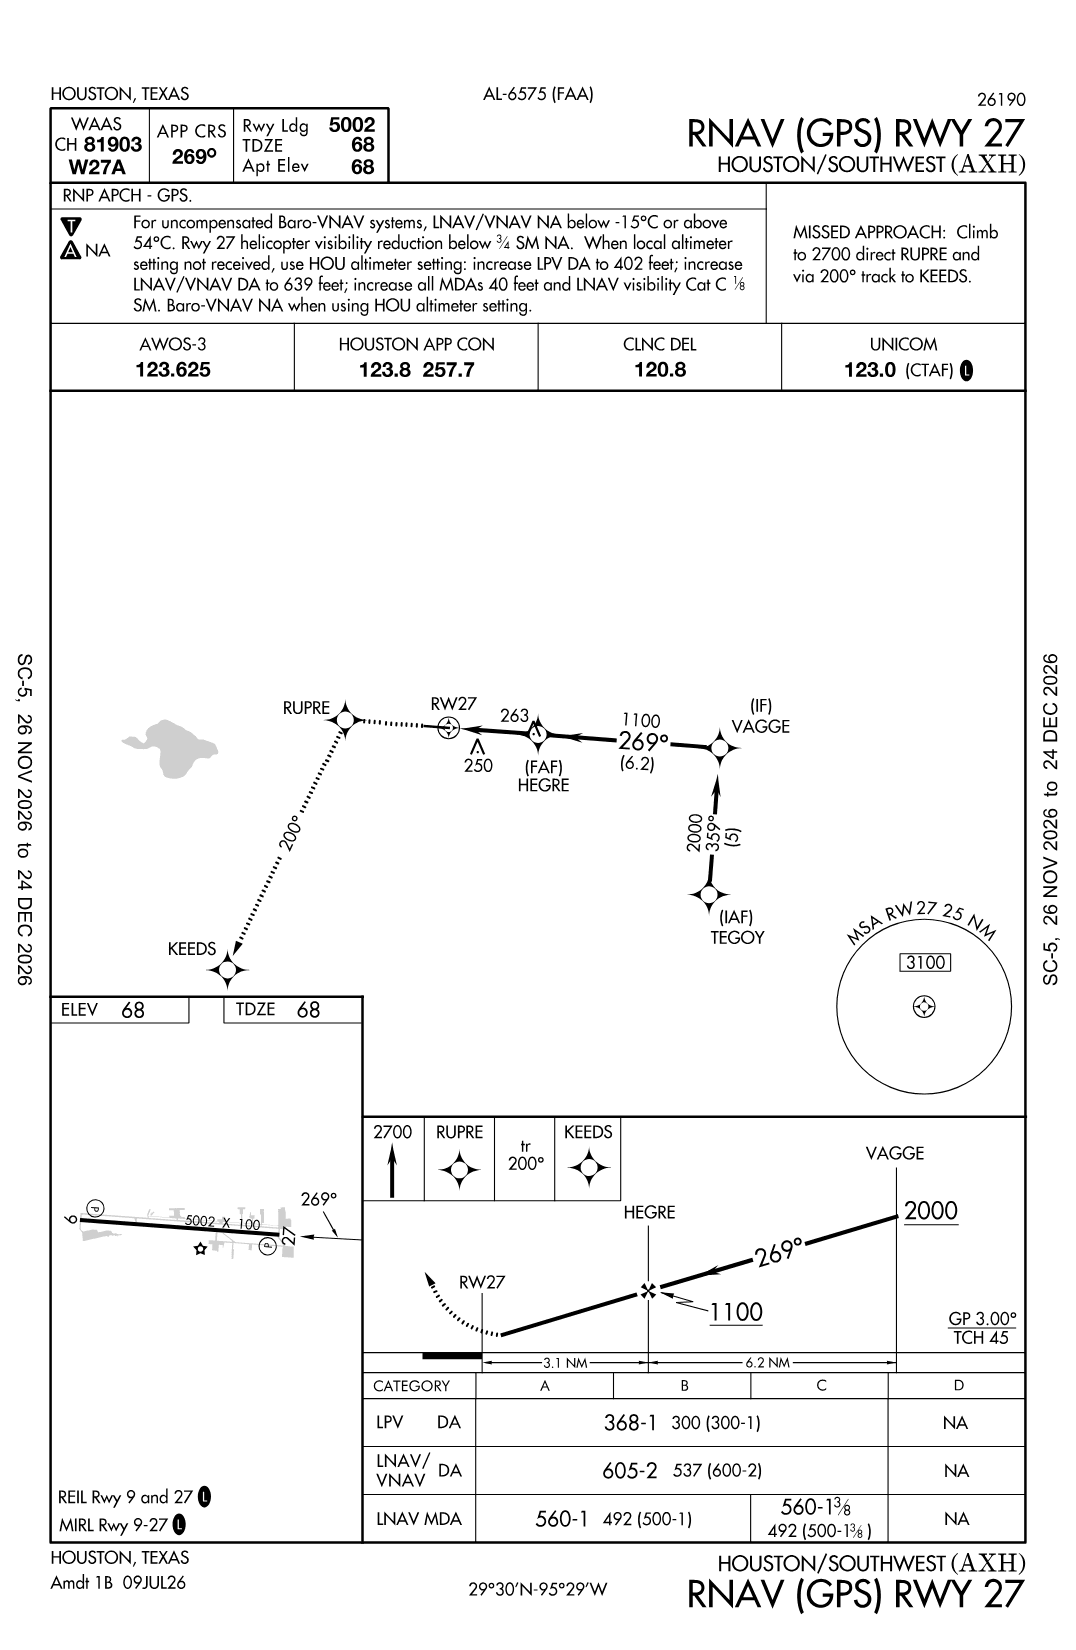 HOUSTON, TEXAS
AL-6575 (FAA)
26190
WAAS
CH 81903
W27A
APP CRS
269°
Rwy Ldg 5002
TDZE 68
Apt Elev 68
RNAV (GPS) RWY 27
HOUSTON/SOUTHWEST (AXH)
RNP APCH - GPS.
T
A NA
For uncompensated Baro-VNAV systems, LNAV/VNAV NA below -15°C or above
54°C. Rwy 27 helicopter visibility reduction below ¾ SM NA. When local altimeter
setting not received, use HOU altimeter setting: increase LPV DA to 402 feet; increase
LNAV/VNAV DA to 639 feet; increase all MDAs 40 feet and LNAV visibility Cat C ⅛
SM. Baro-VNAV NA when using HOU altimeter setting.
MISSED APPROACH: Climb
to 2700 direct RUPRE and
via 200° track to KEEDS.
AWOS-3
123.625
HOUSTON APP CON
123.8 257.7
CLNC DEL
120.8
UNICOM
123.0 (CTAF) L
SC-5, 26 NOV 2026 to 24 DEC 2026
SC-5, 26 NOV 2026 to 24 DEC 2026
RUPRE
RW27
263
250
(FAF)
HEGRE
1100
269°
(6.2)
(IF)
VAGGE
2000
359°
(5)
(IAF)
TEGOY
200°
KEEDS
MSA RW27 25 NM
3100
ELEV 68
TDZE 68
9
P
5002 X 100
P
27
269°
REIL Rwy 9 and 27 L
MIRL Rwy 9-27 L
2700
RUPRE
tr
200°
KEEDS
VAGGE
2000
HEGRE
269°
1100
RW27
GP 3.00°
TCH 45
3.1 NM
6.2 NM
CATEGORY A B C D
LPV DA 368-1 300 (300-1) NA
LNAV/
VNAV DA 605-2 537 (600-2) NA
LNAV MDA 560-1 492 (500-1) 560-1⅜
492 (500-1⅜) NA
HOUSTON, TEXAS
Amdt 1B 09JUL26
29°30'N-95°29'W
HOUSTON/SOUTHWEST (AXH)
RNAV (GPS) RWY 27